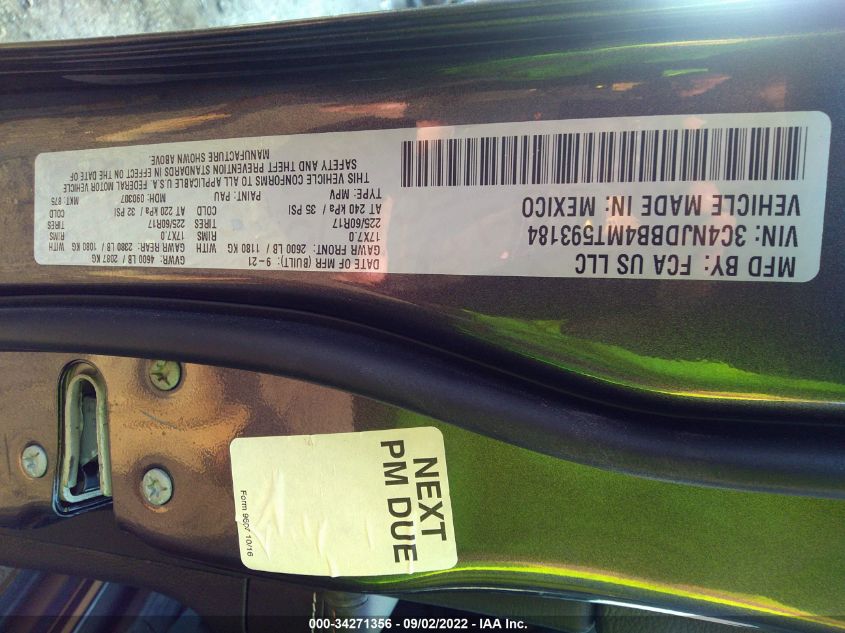 MFD BY: FCA US LLC
VIN: 3C4NJDBB4MT593184
VEHICLE MADE IN: MEXICO
DATE OF MFR (BUILT): 9-21
GVWR: 4600 LB 2087 KG
GAWR FRONT: 2600 LB 1180 KG WITH
GAWR REAR: 2380 LB 1080 KG WITH
17X7.0 RIMS
17X7.0 RIMS
225/60R17 TIRES
225/60R17 TIRES
AT 240 kPa / 35 PSI COLD
AT 220 kPa / 32 PSI COLD
TYPE: MPV PAINT: PAU MDH: 093307 MKT: 875
THIS VEHICLE CONFORMS TO ALL APPLICABLE U.S.A. FEDERAL MOTOR VEHICLE
SAFETY AND THEFT PREVENTION STANDARDS IN EFFECT ON THE DATE OF
MANUFACTURE SHOWN ABOVE.
NEXT
PM DUE
Form 10/16
000-34271356 - 09/02/2022 - IAA Inc.